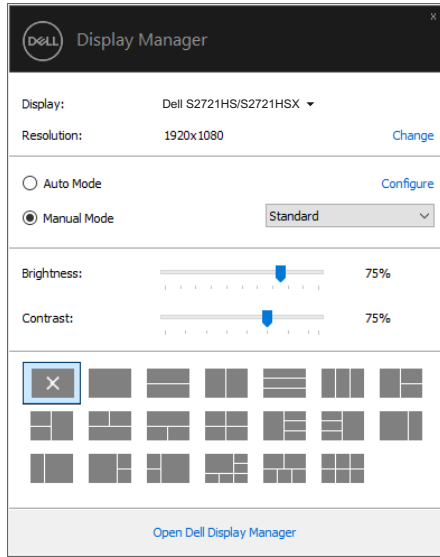 x
DELL Display Manager
Display: Dell S2721HS/S2721HSX
Resolution: 1920x1080 Change
Auto Mode Configure
Manual Mode Standard
Brightness: 75%
Contrast: 75%
Open Dell Display Manager